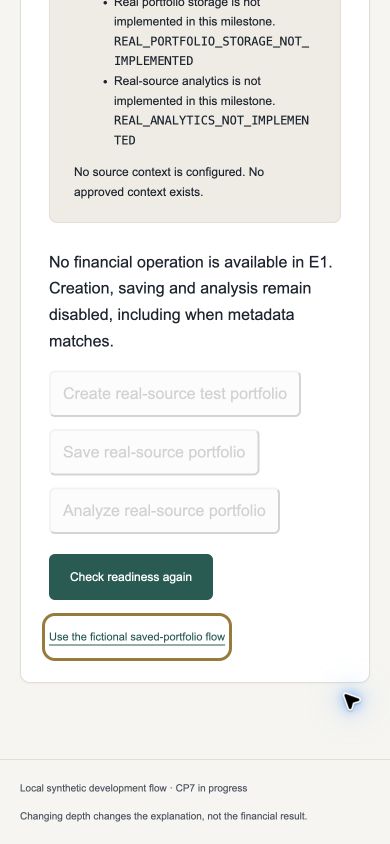 Real portfolio storage is not
implemented in this milestone.
REAL_PORTFOLIO_STORAGE_NOT_
IMPLEMENTED
Real-source analytics is not
implemented in this milestone.
REAL_ANALYTICS_NOT_IMPLEMEN
TED
No source context is configured. No
approved context exists.
No financial operation is available in E1.
Creation, saving and analysis remain
disabled, including when metadata
matches.
Create real-source test portfolio
Save real-source portfolio
Analyze real-source portfolio
Check readiness again
Use the fictional saved-portfolio flow
Local synthetic development flow · CP7 in progress
Changing depth changes the explanation, not the financial result.